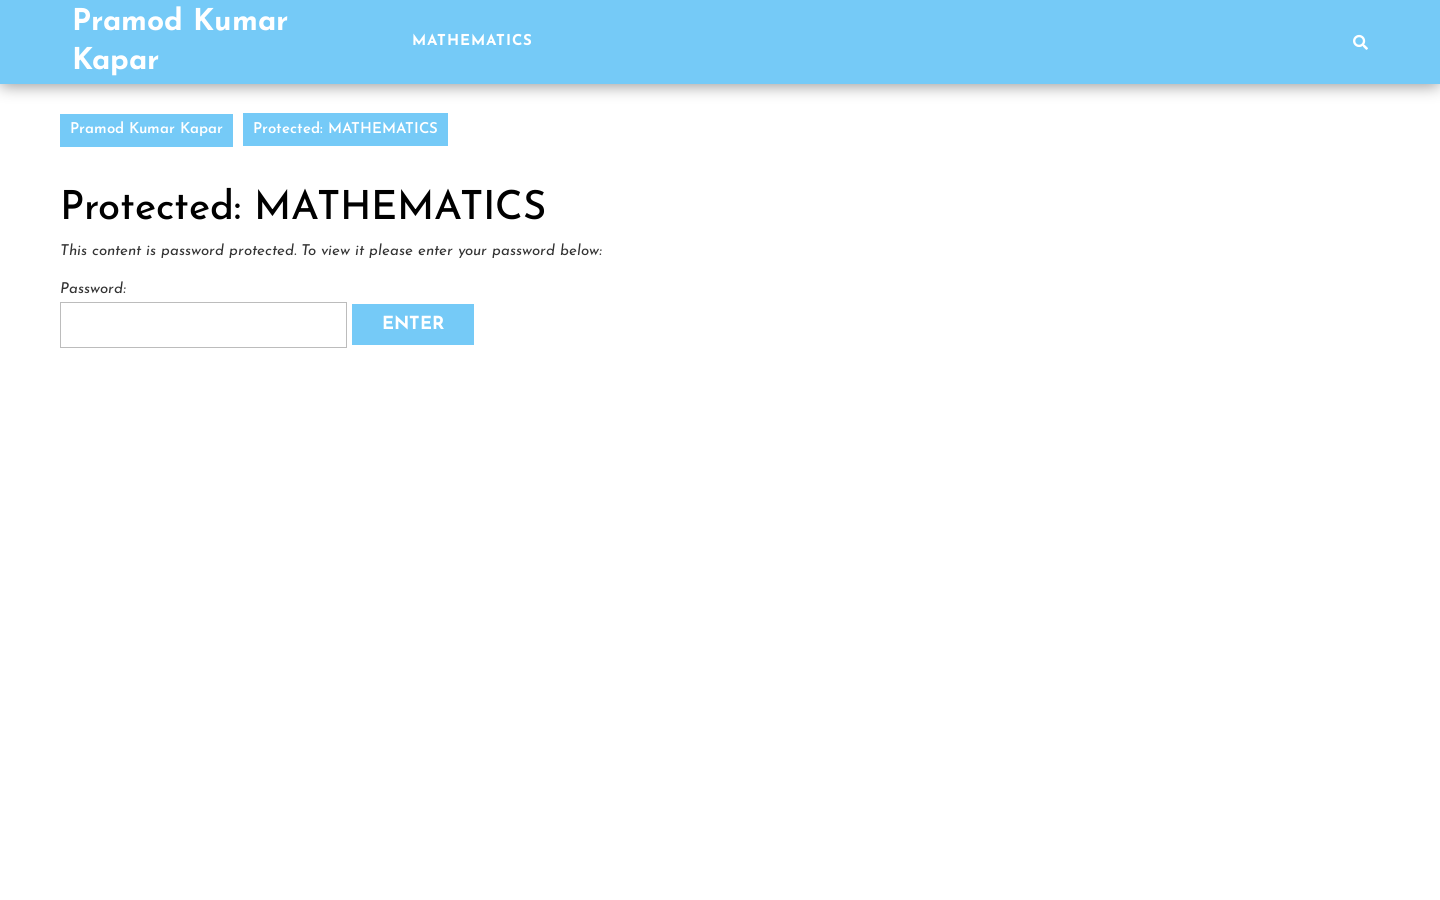 Pramod Kumar
Kapar
MATHEMATICS
Pramod Kumar Kapar
Protected: MATHEMATICS
Protected: MATHEMATICS
This content is password protected. To view it please enter your password below:
Password:
ENTER